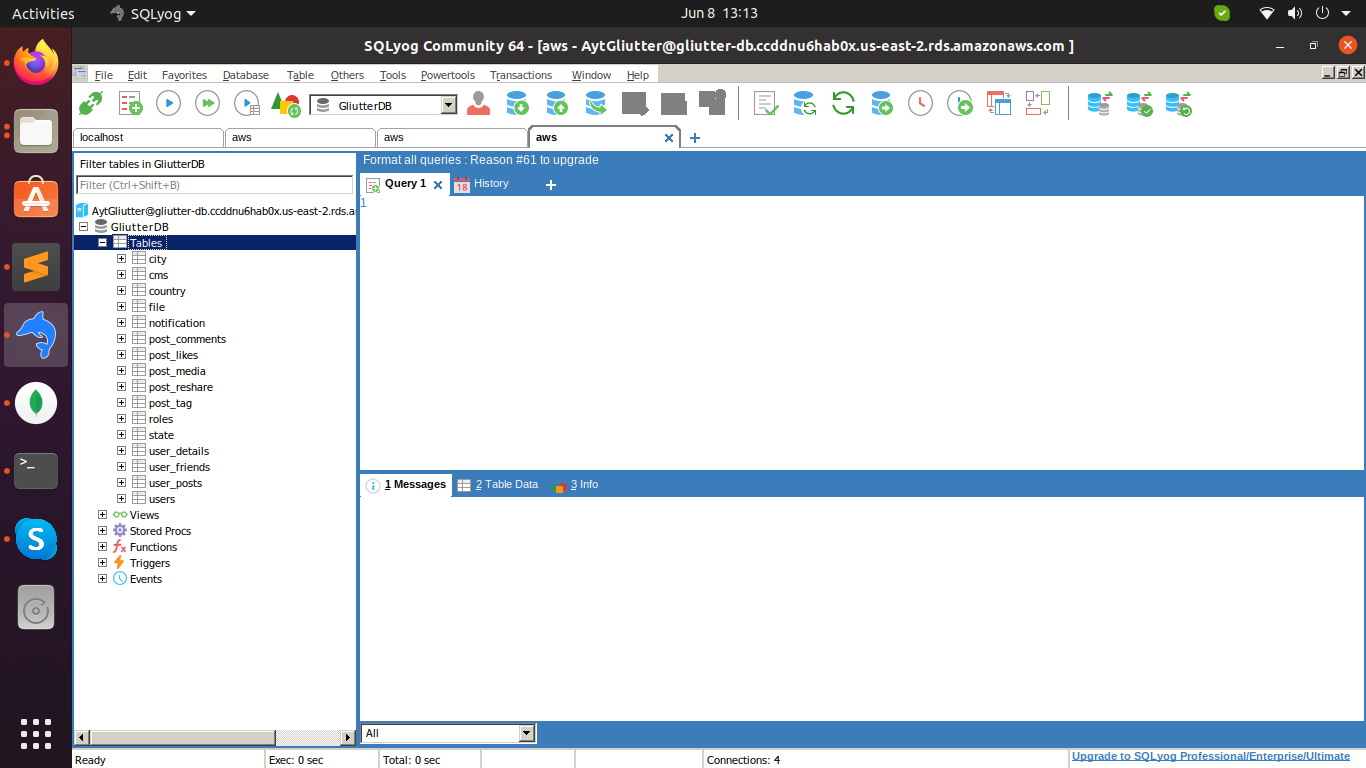 Activities SQLyog Jun 8 13:13
SQLyog Community 64 - [aws - AytGliutter@gliutter-db.ccddnu6hab0x.us-east-2.rds.amazonaws.com ]
File Edit Favorites Database Table Others Tools Powertools Transactions Window Help
GliutterDB
localhost aws aws aws
Filter tables in GliutterDB
Filter (Ctrl+Shift+B)
AytGliutter@gliutter-db.ccddnu6hab0x.us-east-2.rds.a
GliutterDB
Tables
city
cms
country
file
notification
post_comments
post_likes
post_media
post_reshare
post_tag
roles
state
user_details
user_friends
user_posts
users
Views
Stored Procs
Functions
Triggers
Events
Format all queries : Reason #61 to upgrade
Query 1 18 History
1
1 Messages 2 Table Data 3 Info
All
Ready Exec: 0 sec Total: 0 sec Connections: 4 Upgrade to SQLyog Professional/Enterprise/Ultimate